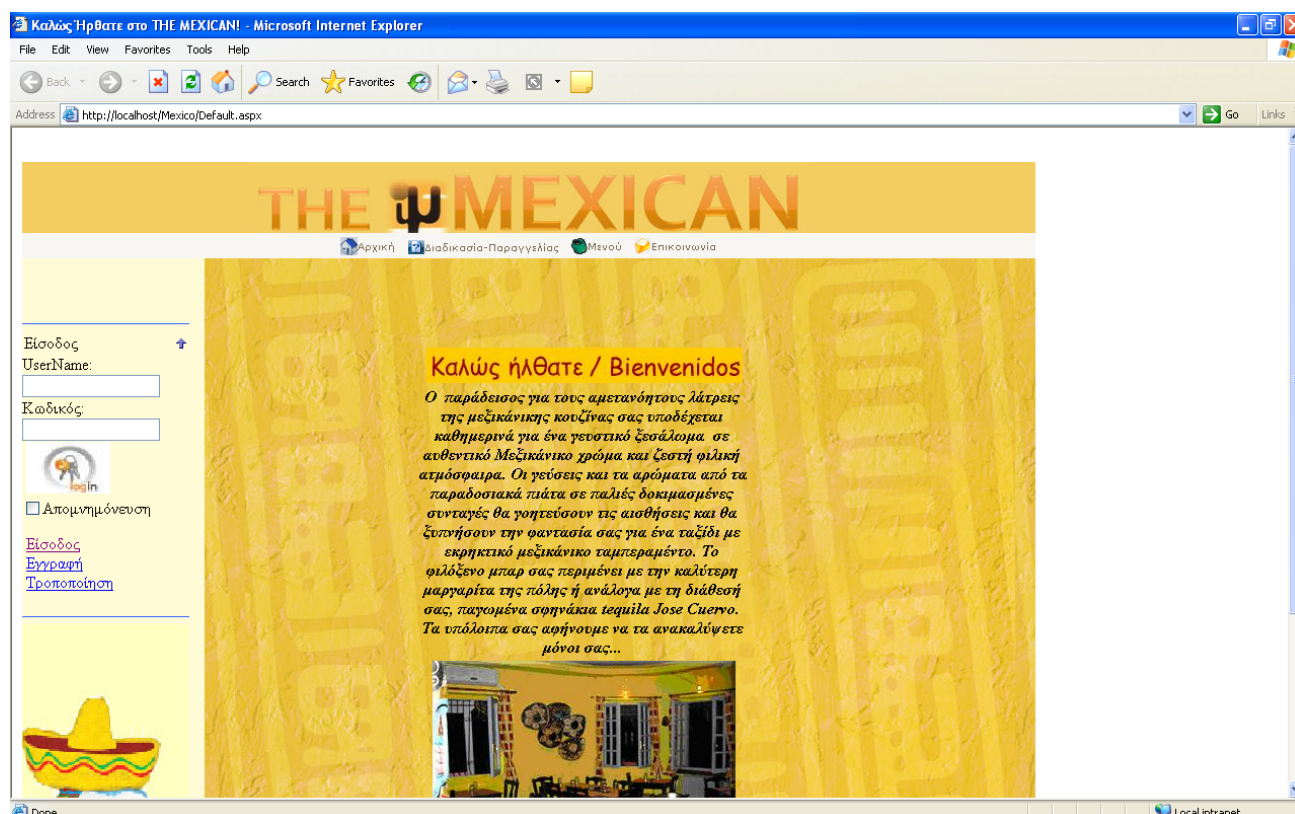 Καλώς Ήρθατε στο THE MEXICAN! - Microsoft Internet Explorer
File Edit View Favorites Tools Help
Back Search Favorites
Address http://localhost/Mexico/Default.aspx Go Links
THE MEXICAN
Αρχική Διαδικασία-Παραγγελίας Μενού Επικοινωνία
Είσοδος
UserName:
Κωδικός:
login
Απομνημόνευση
Είσοδος
Εγγραφή
Τροποποίηση
Καλώς ήλθατε / Bienvenidos
Ο παράδεισος για τους αμετανόητους λάτρεις
της μεξικάνικης κουζίνας σας υποδέχεται
καθημερινά για ένα γευστικό ξεσάλωμα σε
αυθεντικό Μεξικάνικο χρώμα και ζεστή φιλική
ατμόσφαιρα. Οι γεύσεις και τα αρώματα από τα
παραδοσιακά πιάτα σε παλιές δοκιμασμένες
συνταγές θα γοητεύσουν τις αισθήσεις και θα
ξυπνήσουν την φαντασία σας για ένα ταξίδι με
εκρηκτικό μεξικάνικο ταμπεραμέντο. Το
φιλόξενο μπαρ σας περιμένει με την καλύτερη
μαργαρίτα της πόλης ή ανάλογα με τη διάθεσή
σας, παγωμένα σφηνάκια tequila Jose Cuervo.
Τα υπόλοιπα σας αφήνουμε να τα ανακαλύψετε
μόνοι σας...
Done Local intranet